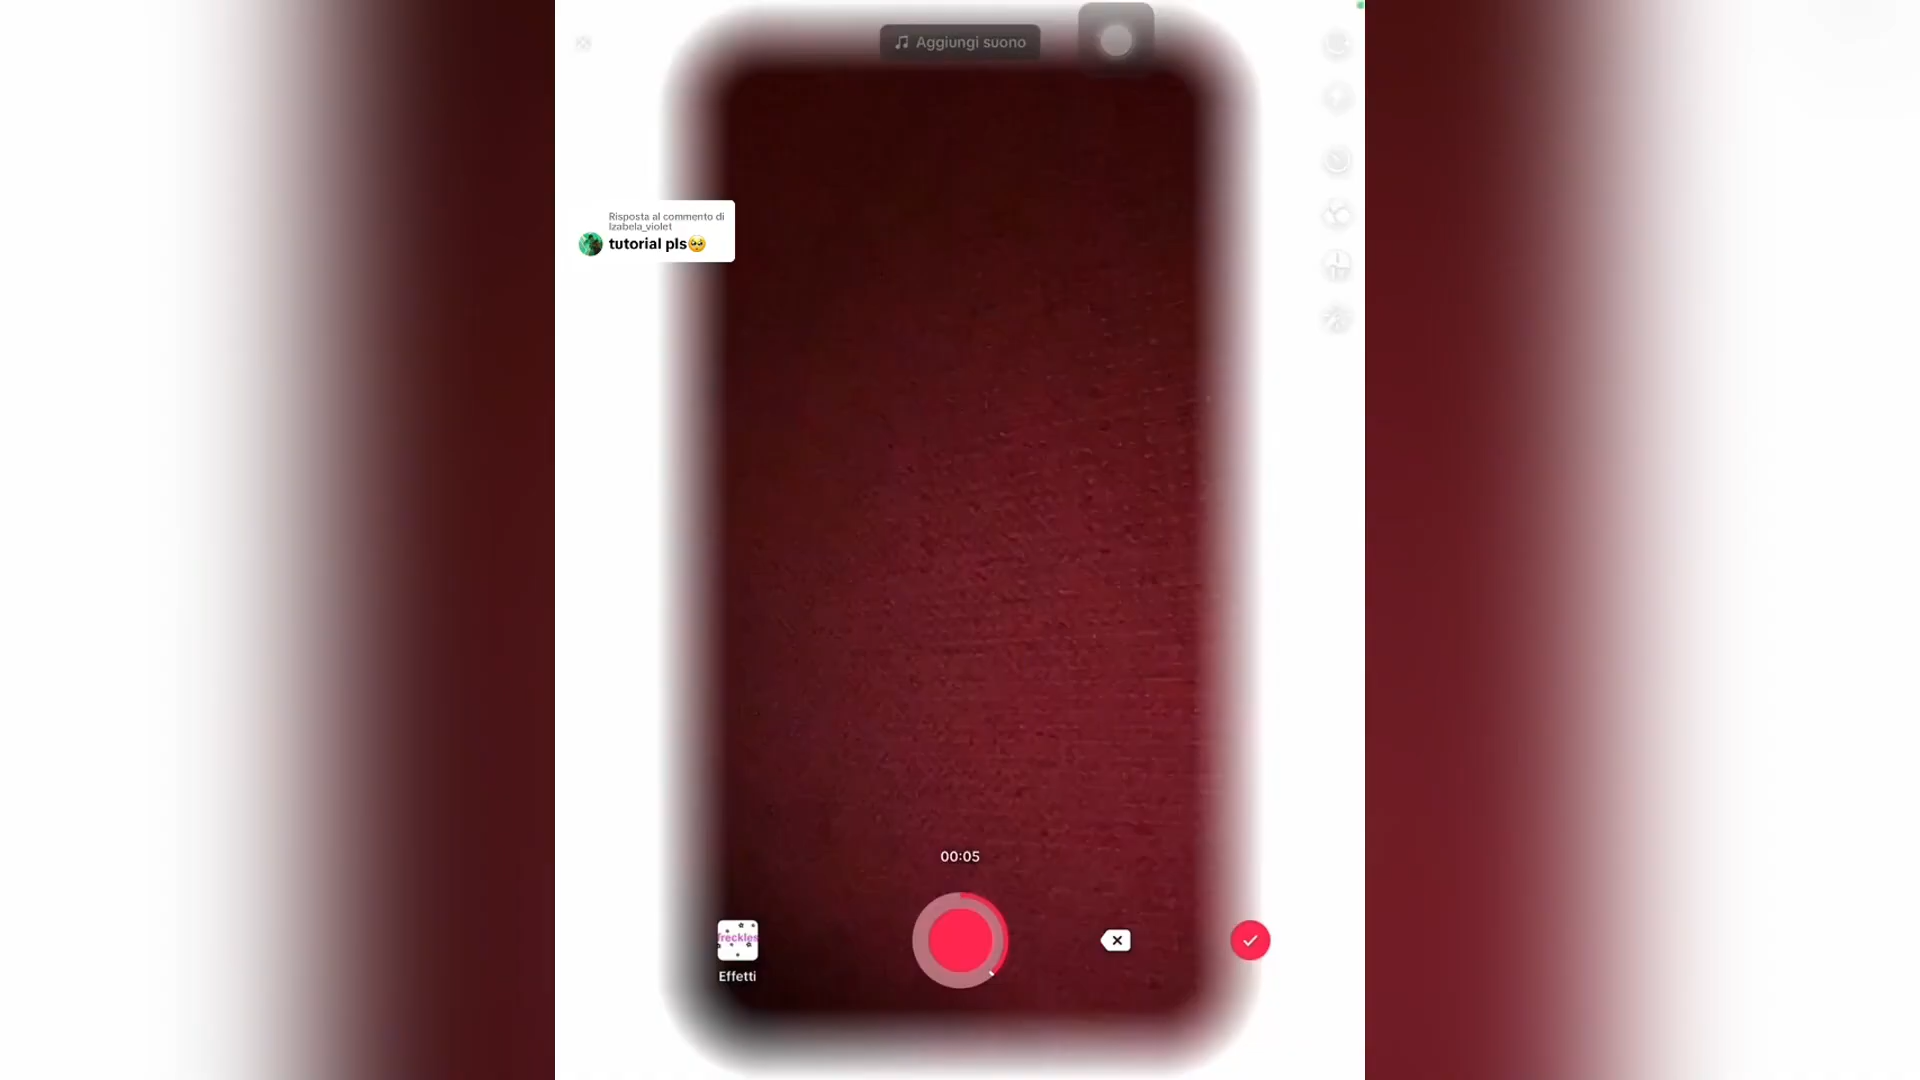 Aggiungi suono
Risposta al commento di
Izabela_violet
tutorial pls🥺
00:05
freckles
Effetti